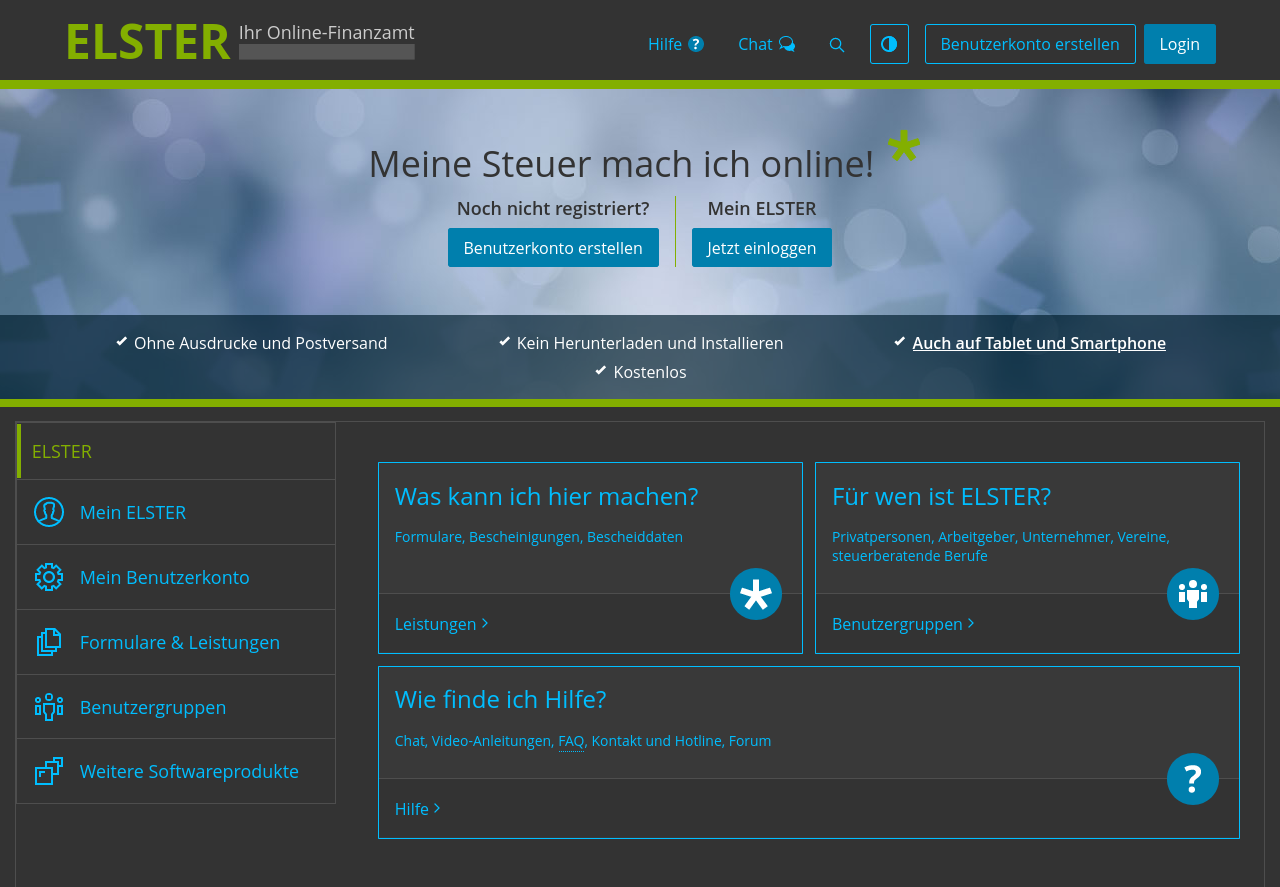 ELSTER Ihr Online-Finanzamt
Hilfe ? Chat Benutzerkonto erstellen Login
Meine Steuer mach ich online!
Noch nicht registriert? Mein ELSTER
Benutzerkonto erstellen Jetzt einloggen
Ohne Ausdrucke und Postversand Kein Herunterladen und Installieren Auch auf Tablet und Smartphone
Kostenlos
ELSTER
Mein ELSTER
Mein Benutzerkonto
Formulare & Leistungen
Benutzergruppen
Weitere Softwareprodukte
Was kann ich hier machen?
Formulare, Bescheinigungen, Bescheiddaten
Leistungen
Für wen ist ELSTER?
Privatpersonen, Arbeitgeber, Unternehmer, Vereine,
steuerberatende Berufe
Benutzergruppen
Wie finde ich Hilfe?
Chat, Video-Anleitungen, FAQ, Kontakt und Hotline, Forum
?
Hilfe